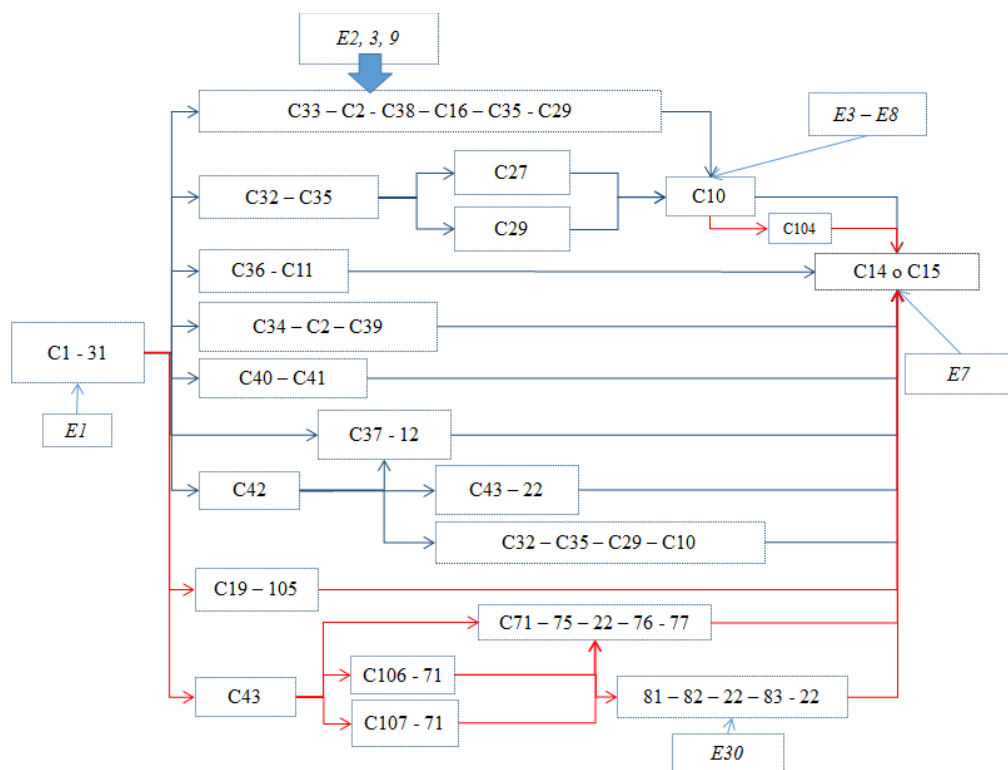 E2, 3, 9
C33 – C2 - C38 – C16 – C35 - C29
E3 – E8
C27
C32 – C35
C10
C29
C104
C36 - C11
C14 o C15
C34 – C2 – C39
C1 - 31
C40 – C41
E7
E1
C37 - 12
C42
C43 – 22
C32 – C35 – C29 – C10
C19 – 105
C71 – 75 – 22 – 76 - 77
C106 - 71
C43
81 – 82 – 22 – 83 - 22
C107 - 71
E30